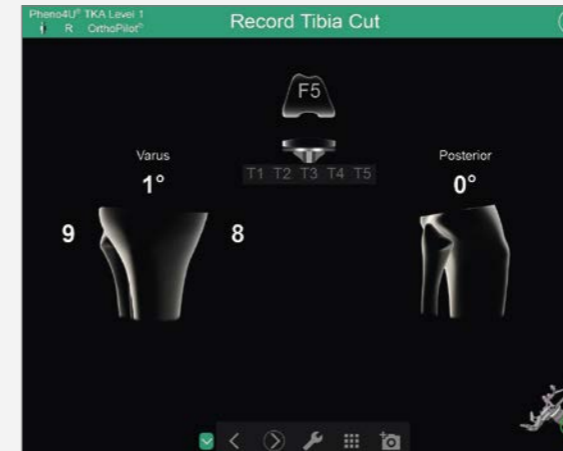 Pheno4U® TKA Level 1
R OrthoPilot®
Record Tibia Cut
F5
T1 T2 T3 T4 T5
Varus
1°
Posterior
0°
9
8